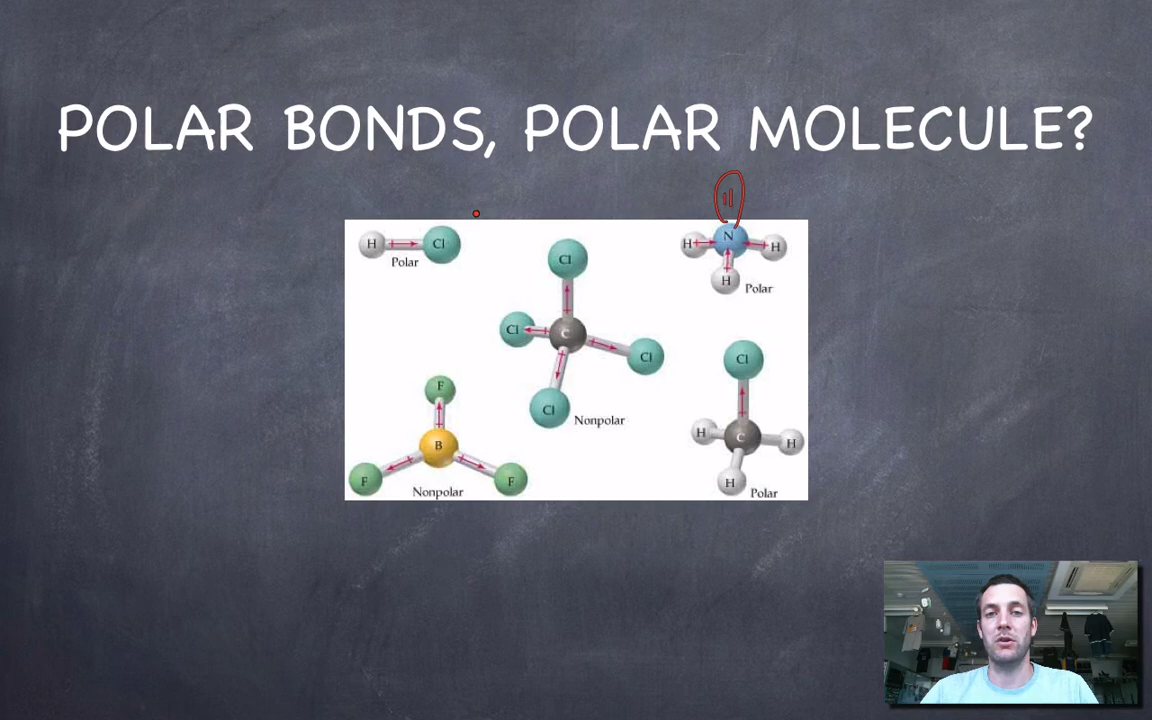 POLAR BONDS, POLAR MOLECULE?
H Cl
Polar
Cl
Cl C Cl
Cl
Nonpolar
N
H H
H
Polar
F
B
F F
Nonpolar
Cl
H C H
H
Polar